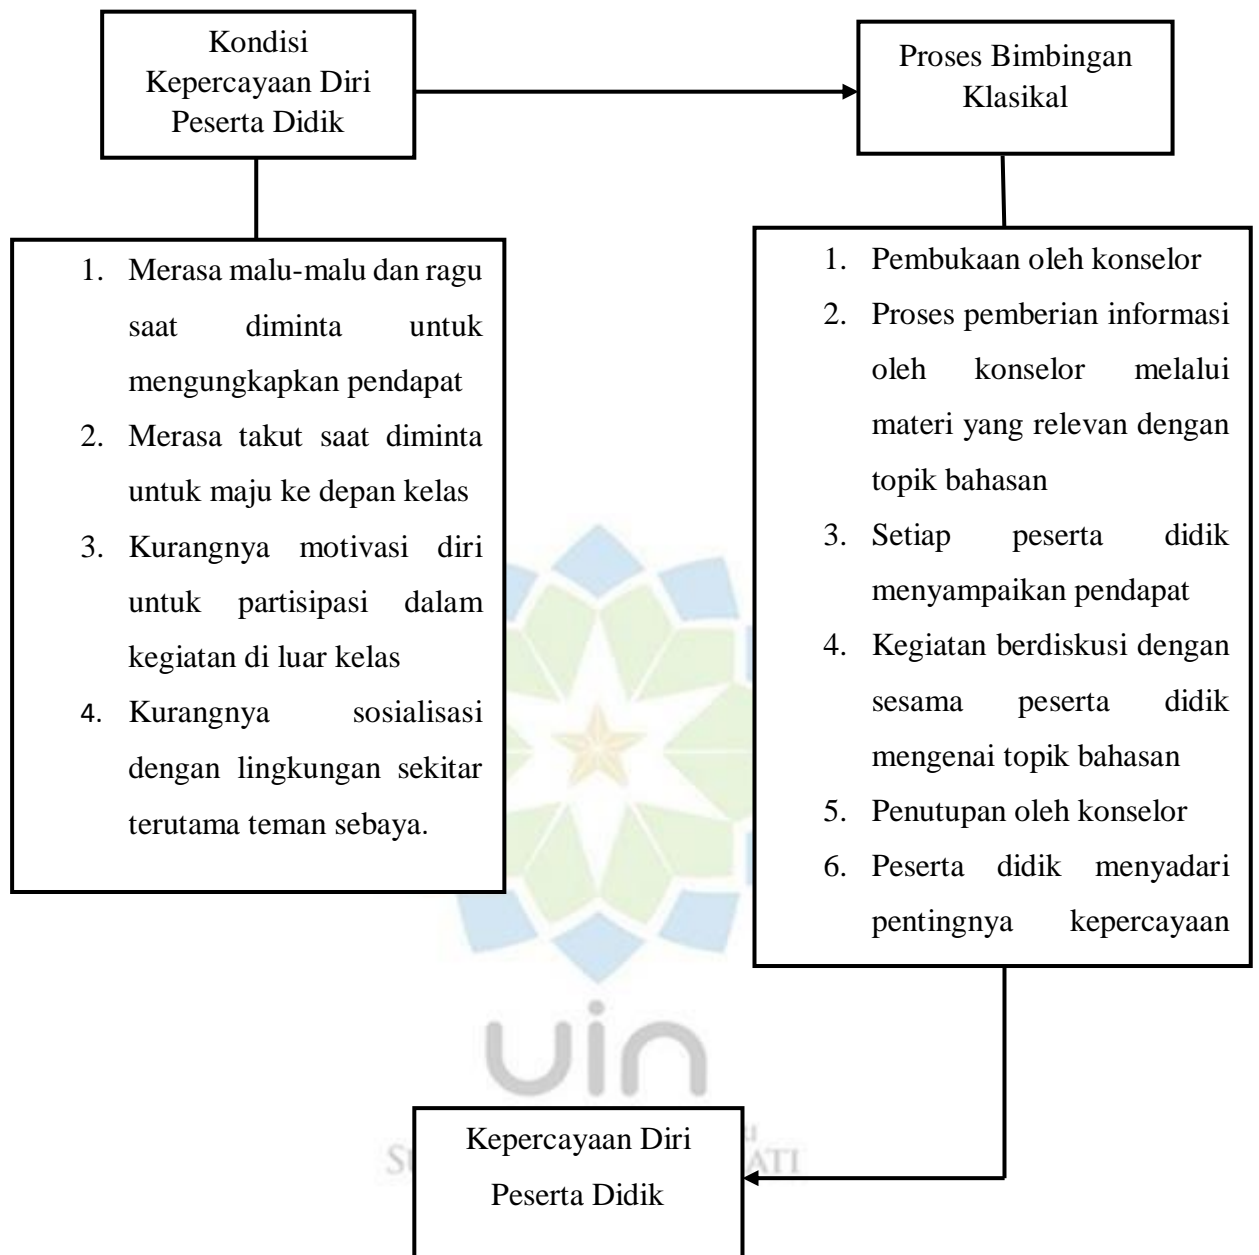 Kondisi
Kepercayaan Diri
Peserta Didik
Proses Bimbingan
Klasikal
1. Merasa malu-malu dan ragu
saat diminta untuk
mengungkapkan pendapat
2. Merasa takut saat diminta
untuk maju ke depan kelas
3. Kurangnya motivasi diri
untuk partisipasi dalam
kegiatan di luar kelas
4. Kurangnya sosialisasi
dengan lingkungan sekitar
terutama teman sebaya.
1. Pembukaan oleh konselor
2. Proses pemberian informasi
oleh konselor melalui
materi yang relevan dengan
topik bahasan
3. Setiap peserta didik
menyampaikan pendapat
4. Kegiatan berdiskusi dengan
sesama peserta didik
mengenai topik bahasan
5. Penutupan oleh konselor
6. Peserta didik menyadari
pentingnya kepercayaan
uin
Kepercayaan Diri
Peserta Didik